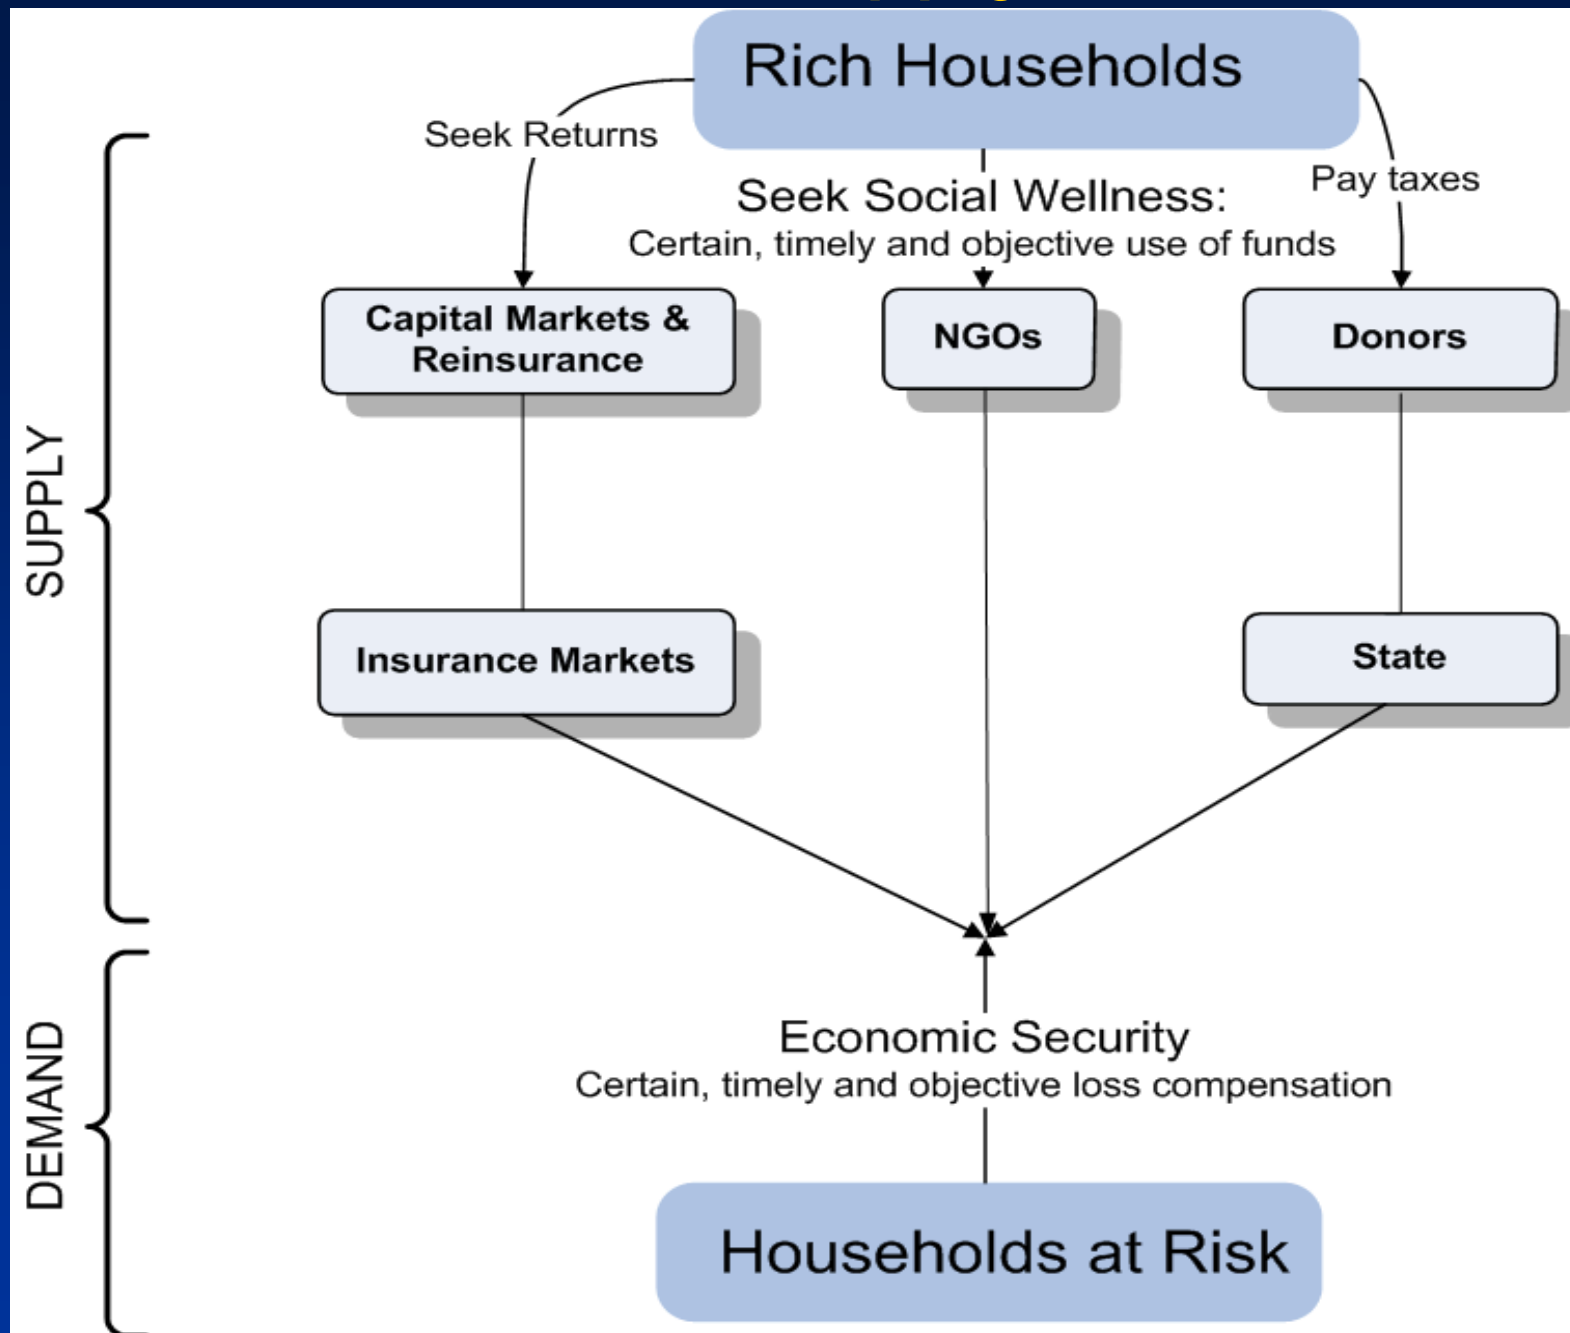 Rich Households
Seek Returns
Seek Social Wellness:
Certain, timely and objective use of funds
Pay taxes
Capital Markets &
Reinsurance
NGOs
Donors
SUPPLY
Insurance Markets
State
Economic Security
Certain, timely and objective loss compensation
DEMAND
Households at Risk